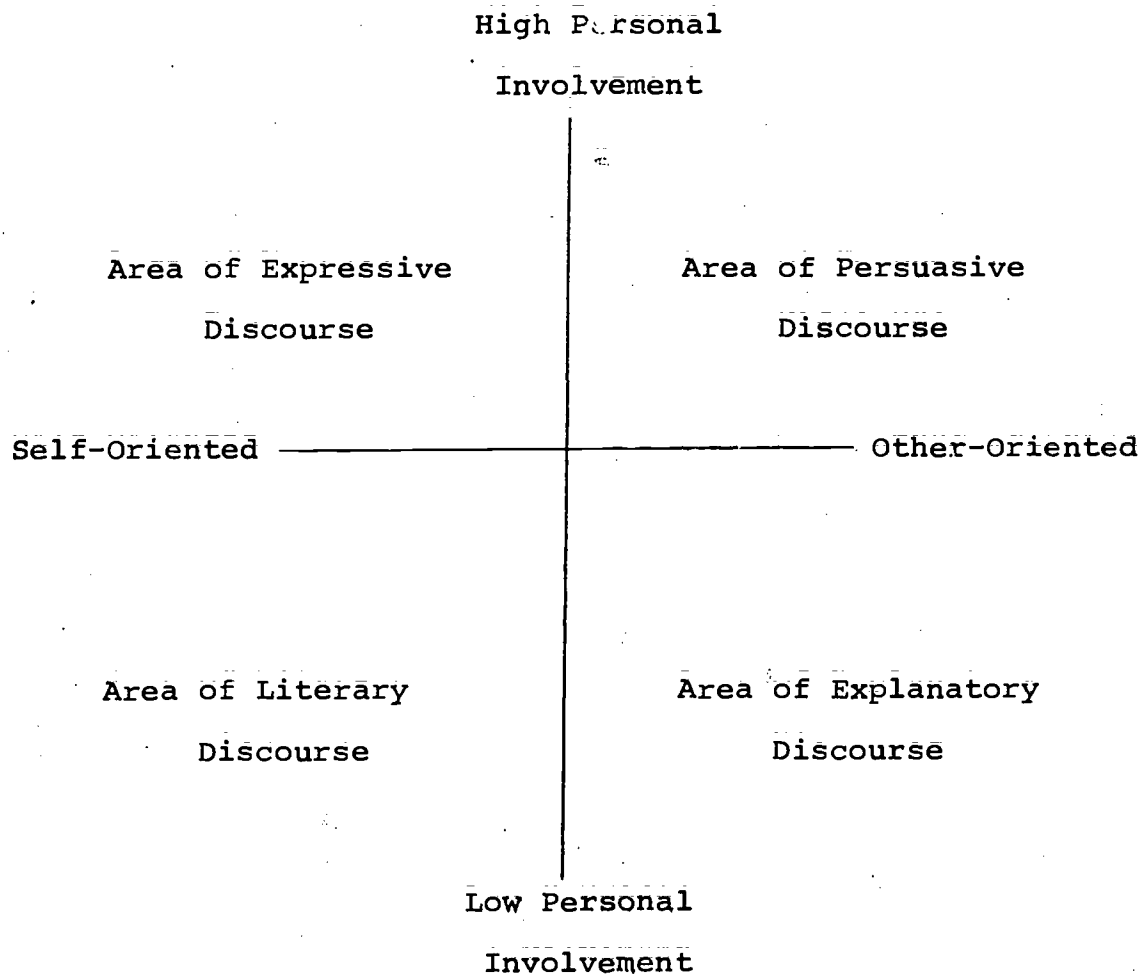 High Personal
Involvement
Area of Expressive
Discourse
Area of Persuasive
Discourse
Self-Oriented
Other-Oriented
Area of Literary
Discourse
Area of Explanatory
Discourse
Low Personal
Involvement